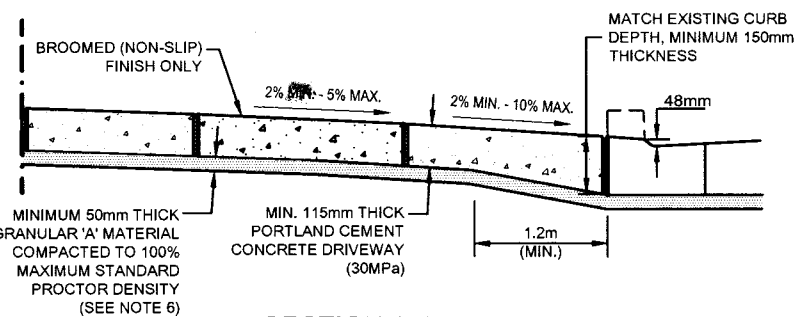 MATCH EXISTING CURB
DEPTH, MINIMUM 150mm
THICKNESS
BROOMED (NON-SLIP)
FINISH ONLY
2% MIN. - 5% MAX.
2% MIN. - 10% MAX.
48mm
MINIMUM 50mm THICK
GRANULAR 'A' MATERIAL
COMPACTED TO 100%
MAXIMUM STANDARD
PROCTOR DENSITY
(SEE NOTE 6)
MIN. 115mm THICK
PORTLAND CEMENT
CONCRETE DRIVEWAY
(30MPa)
1.2m
(MIN.)